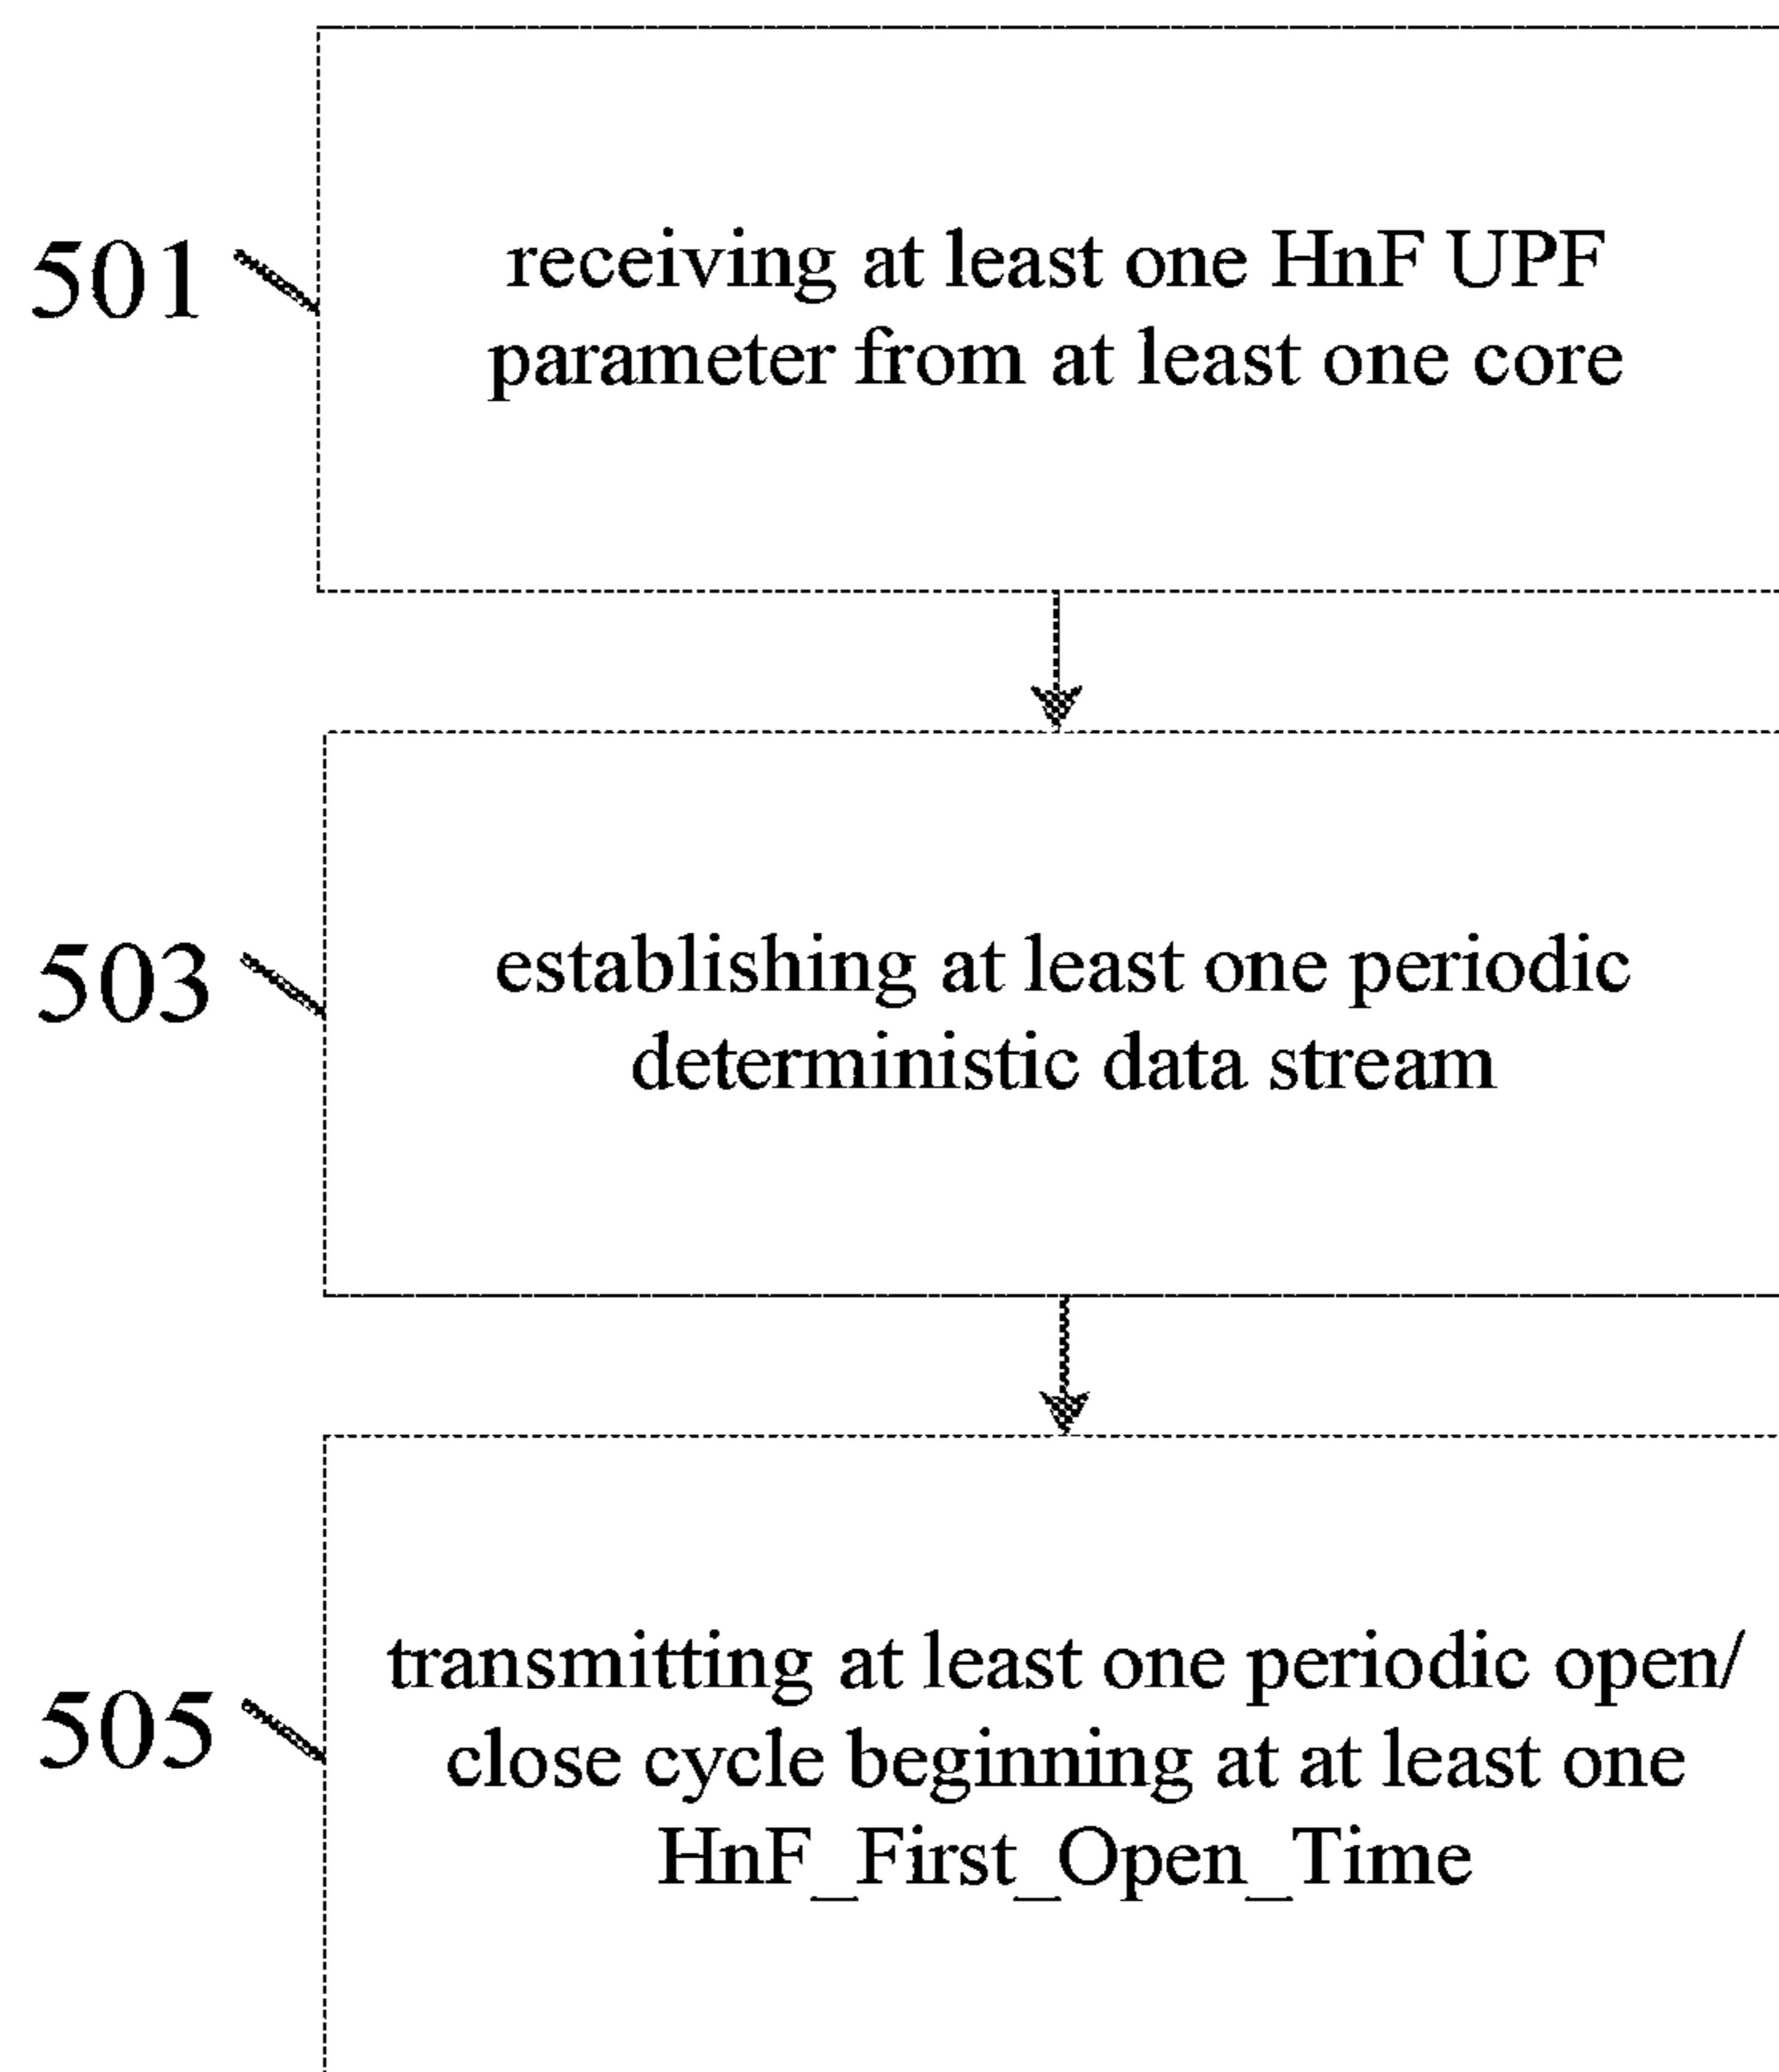 501
receiving at least one HnF UPF
parameter from at least one core
503
establishing at least one periodic
deterministic data stream
505
transmitting at least one periodic open/
close cycle beginning at at least one
HnF_First_Open_Time